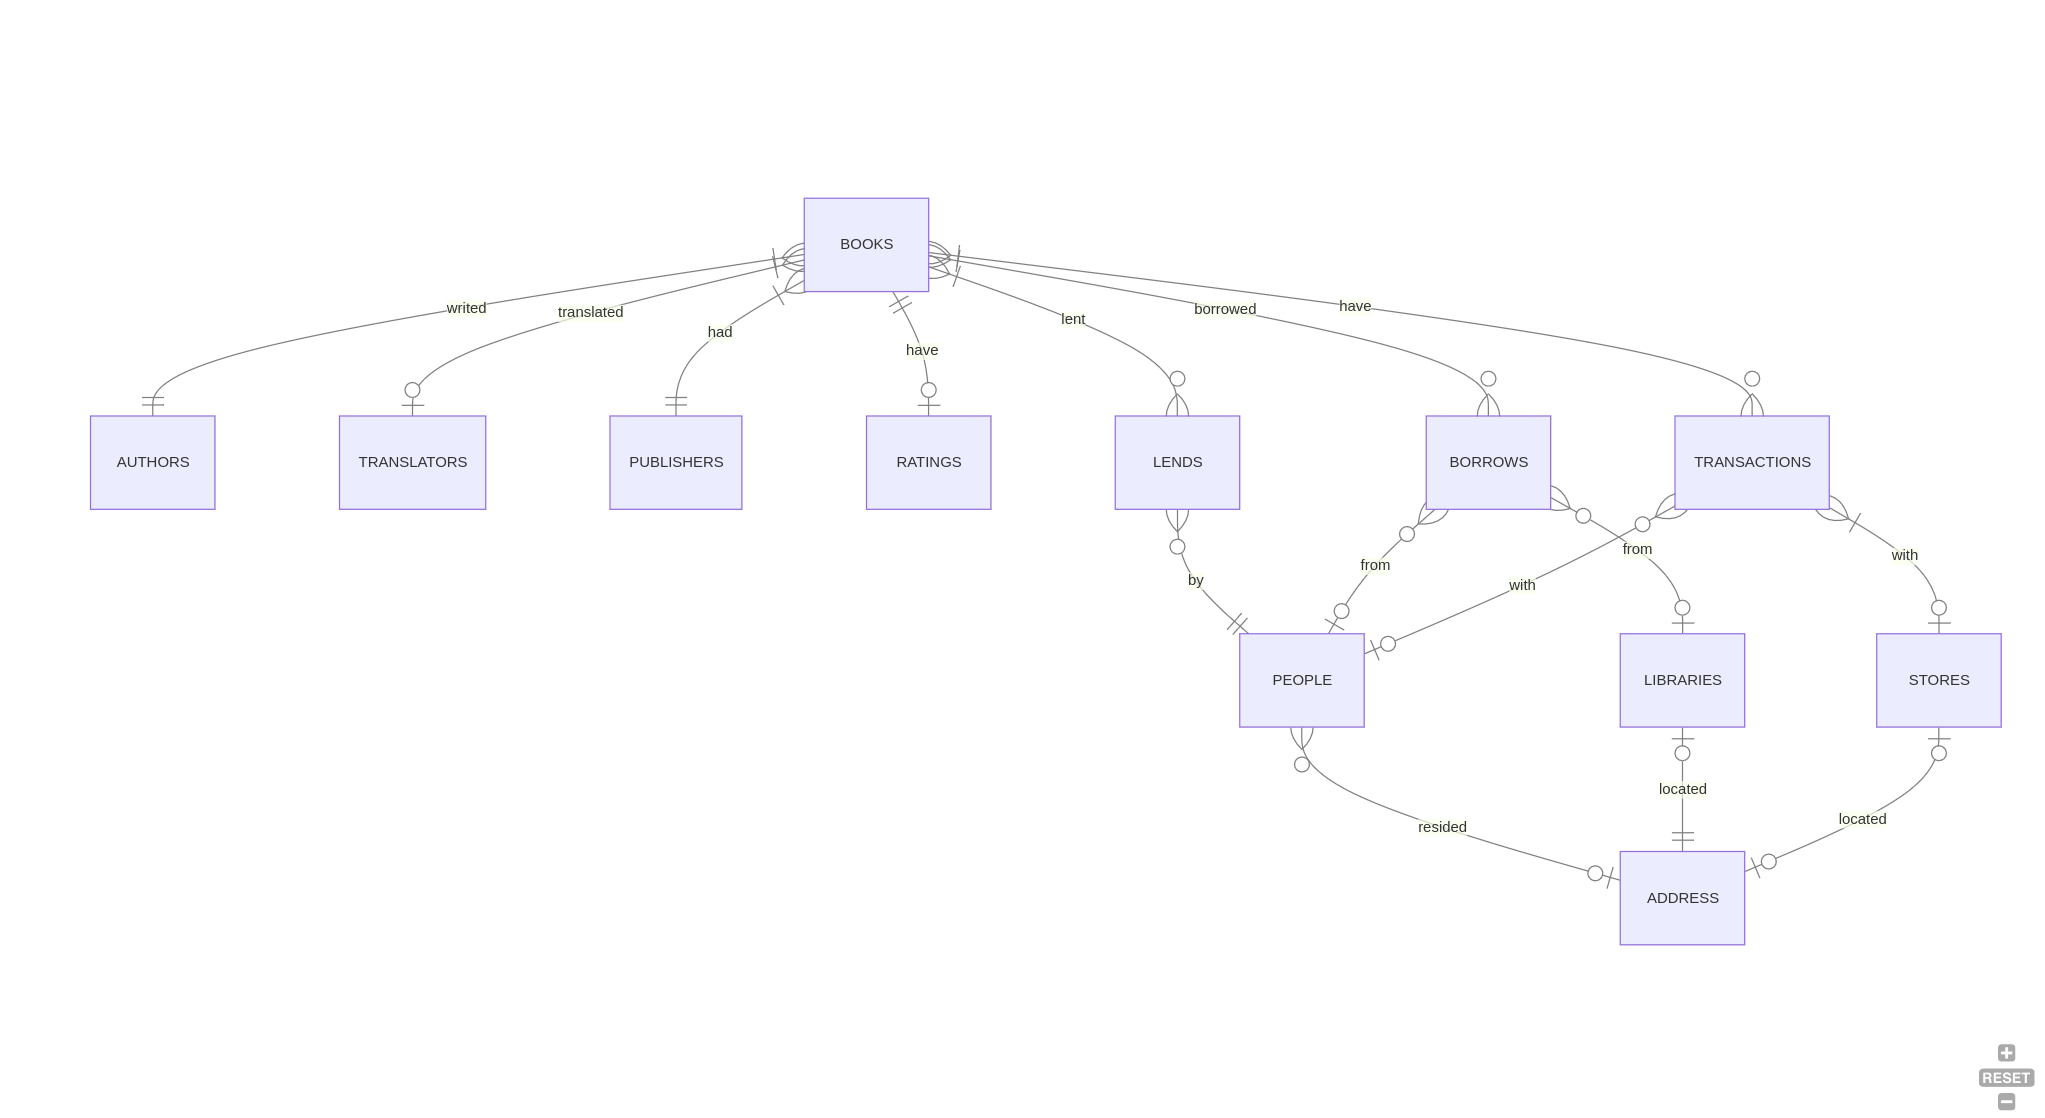 BOOKS
writed
translated
had
have
lent
borrowed
have
AUTHORS
TRANSLATORS
PUBLISHERS
RATINGS
LENDS
BORROWS
TRANSACTIONS
by
from
with
from
with
PEOPLE
LIBRARIES
STORES
resided
located
located
ADDRESS
RESET